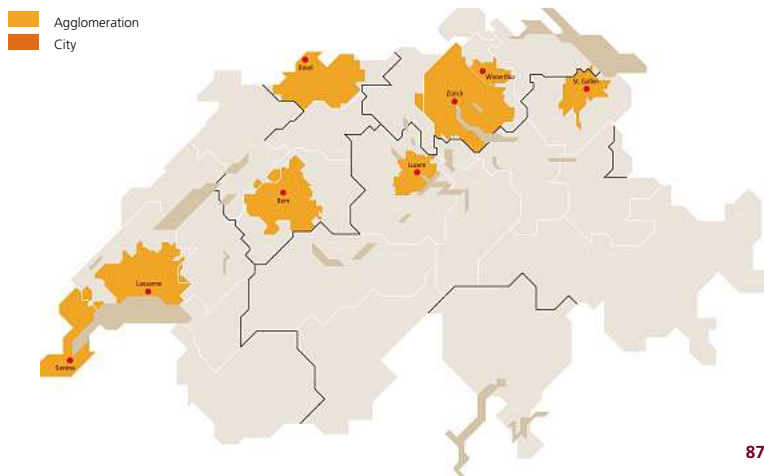 Agglomeration
City
Basel
Winterthur
Zürich
St. Gallen
Luzern
Bern
Lausanne
Genève
87